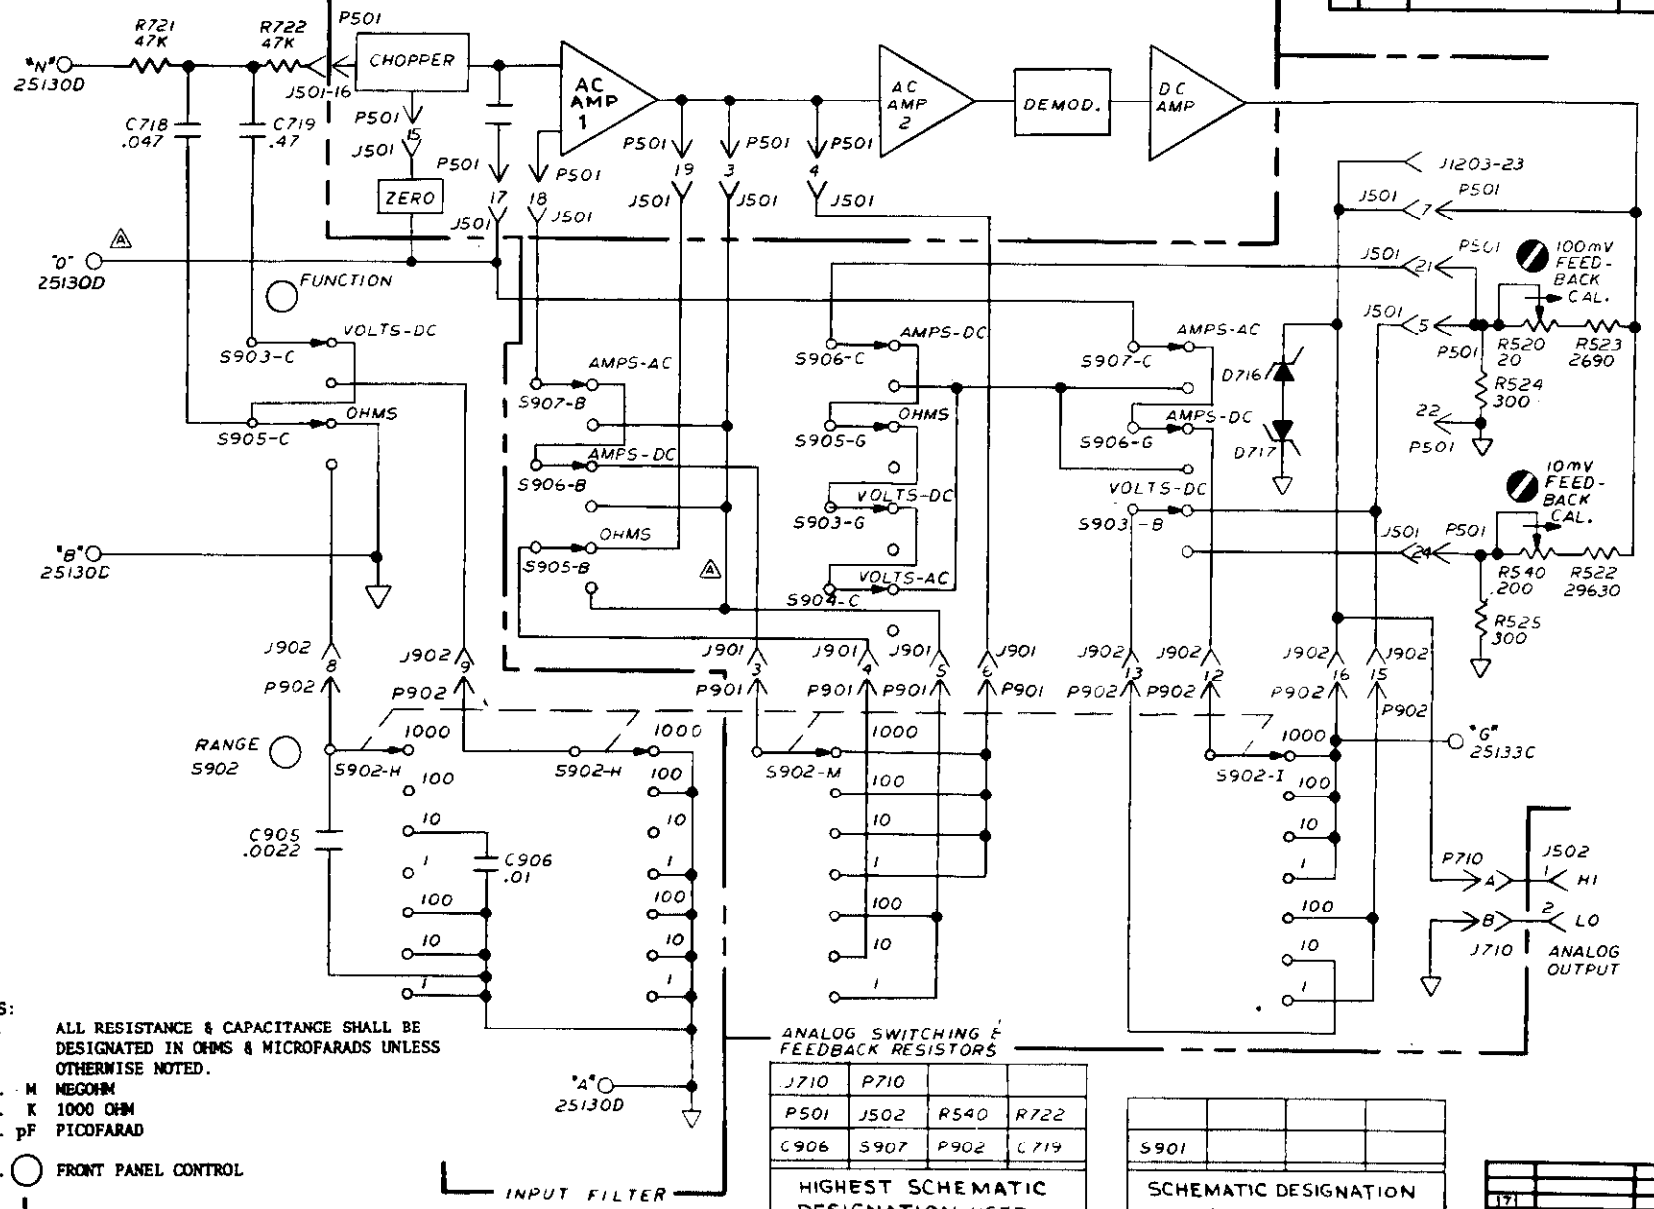 R721
47K
R722
47K
P501
"N"
25130D
J501-16
CHOPPER
AC
AMP
1
AC
AMP
2
DEMOD.
DC
AMP
C718
.047
C719
.47
P501
15
J501
ZERO
P501
17
J501
18
P501
J501
P501
19
J501
P501
3
J501
P501
4
J501
J1203-23
J501
7
P501
J501
21
P501
100mV
FEED-
BACK
CAL.
J501
5
P501
R520
20
R523
2690
R524
300
22
P501
10mV
FEED-
BACK
CAL.
J501
24
P501
R540
200
R522
29630
R525
300
A
"O"
25130D
FUNCTION
VOLTS-DC
S903-C
OHMS
S905-C
"B"
25130D
AMPS-AC
S907-B
AMPS-DC
S906-B
OHMS
S905-B
A
AMPS-DC
S906-C
OHMS
S905-G
VOLTS-DC
S903-G
VOLTS-AC
S904-C
AMPS-AC
S907-C
AMPS-DC
S906-G
VOLTS-DC
S903-B
D716
D717
J902
8
P902
J902
9
P902
J901
3
P901
J901
4
P901
J901
5
P901
J901
6
P901
J902
13
P902
J902
12
P902
J902
16
P902
J902
15
P902
RANGE
S902
S902-H
1000
100
10
1
100
10
1
C905
.0022
C906
.01
S902-H
1000
100
10
1
100
10
1
S902-M
1000
100
10
1
100
10
1
S902-I
1000
100
10
1
100
10
1
"G"
25133C
P710
A
J502
1
HI
B
2
LO
J710
ANALOG
OUTPUT
S:
ALL RESISTANCE & CAPACITANCE SHALL BE
DESIGNATED IN OHMS & MICROFARADS UNLESS
OTHERWISE NOTED.
. M MEGOHM
. K 1000 OHM
. pF PICOFARAD
. FRONT PANEL CONTROL
"A"
25130D
INPUT FILTER
ANALOG SWITCHING &
FEEDBACK RESISTORS
J710 P710
P501 J502 R540 R722
C906 S907 P902 C719
HIGHEST SCHEMATIC
DESIGNATION USED
S901
SCHEMATIC DESIGNATION
17